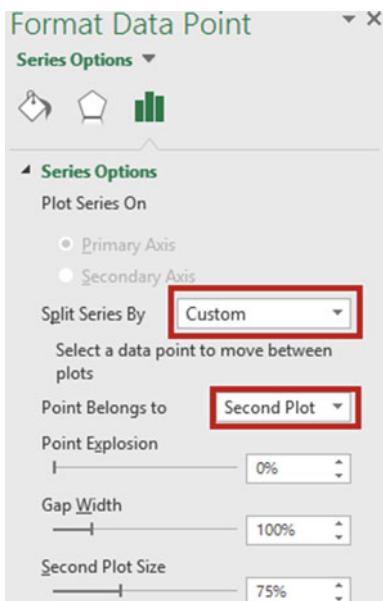 Format Data Point
Series Options
Series Options
Plot Series On
Primary Axis
Secondary Axis
Split Series By Custom
Select a data point to move between
plots
Point Belongs to Second Plot
Point Explosion
0%
Gap Width
100%
Second Plot Size
75%